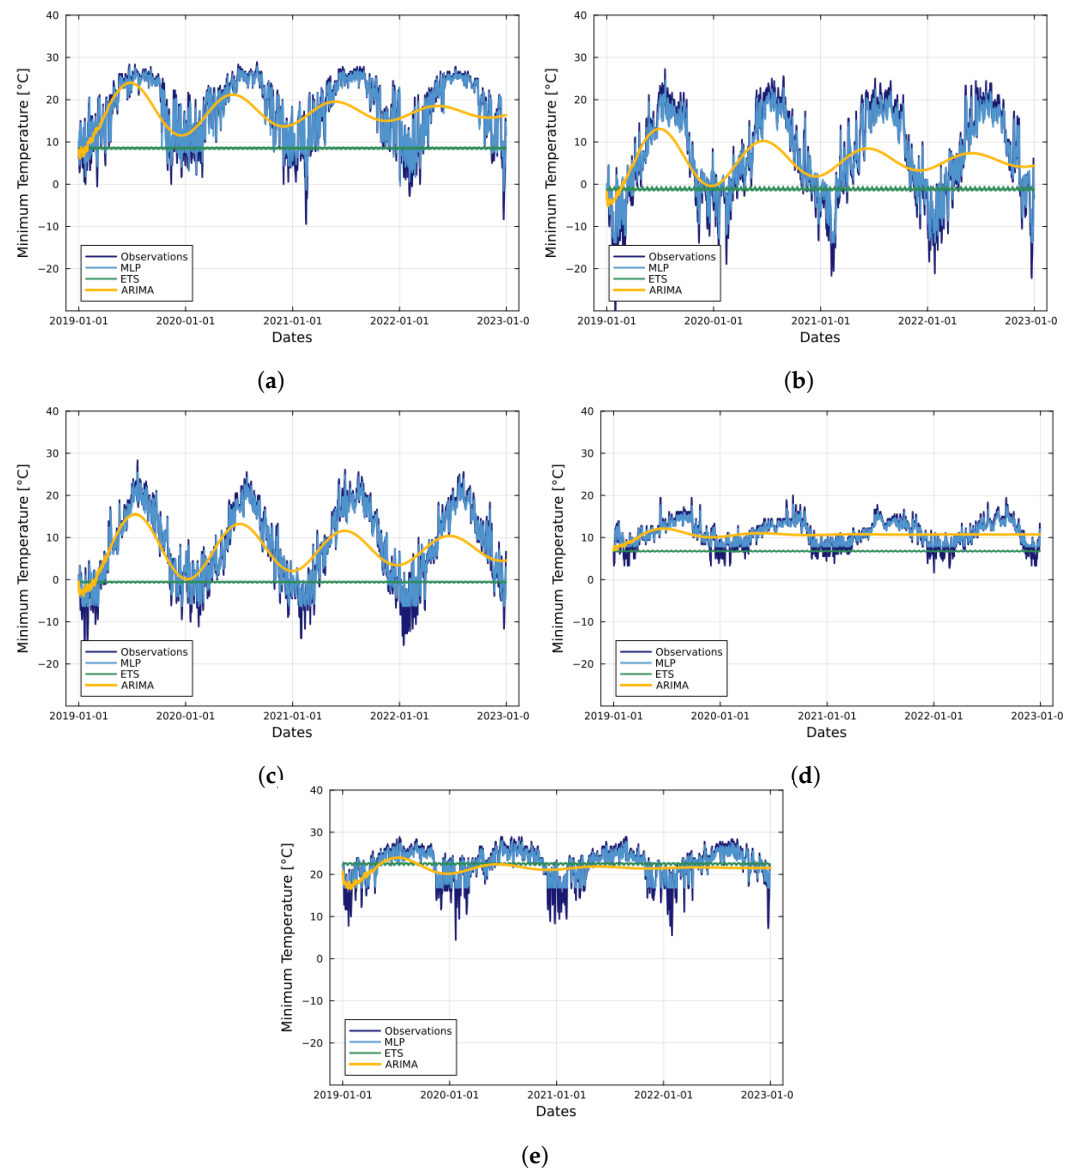 40
30
20
10
0
−10
−20
Minimum Temperature [°C]
Observations
MLP
ETS
ARIMA
2019-01-01 2020-01-01 2021-01-01 2022-01-01 2023-01-0
Dates
(a)
40
30
20
10
0
−10
−20
Minimum Temperature [°C]
Observations
MLP
ETS
ARIMA
2019-01-01 2020-01-01 2021-01-01 2022-01-01 2023-01-0
Dates
(b)
40
30
20
10
0
−10
−20
Minimum Temperature [°C]
Observations
MLP
ETS
ARIMA
2019-01-01 2020-01-01 2021-01-01 2022-01-01 2023-01-0
Dates
(c)
40
30
20
10
0
−10
−20
Minimum Temperature [°C]
Observations
MLP
ETS
ARIMA
2019-01-01 2020-01-01 2021-01-01 2022-01-01 2023-01-0
Dates
(d)
40
30
20
10
0
−10
−20
Minimum Temperature [°C]
Observations
MLP
ETS
ARIMA
2019-01-01 2020-01-01 2021-01-01 2022-01-01 2023-01-0
Dates
(e)